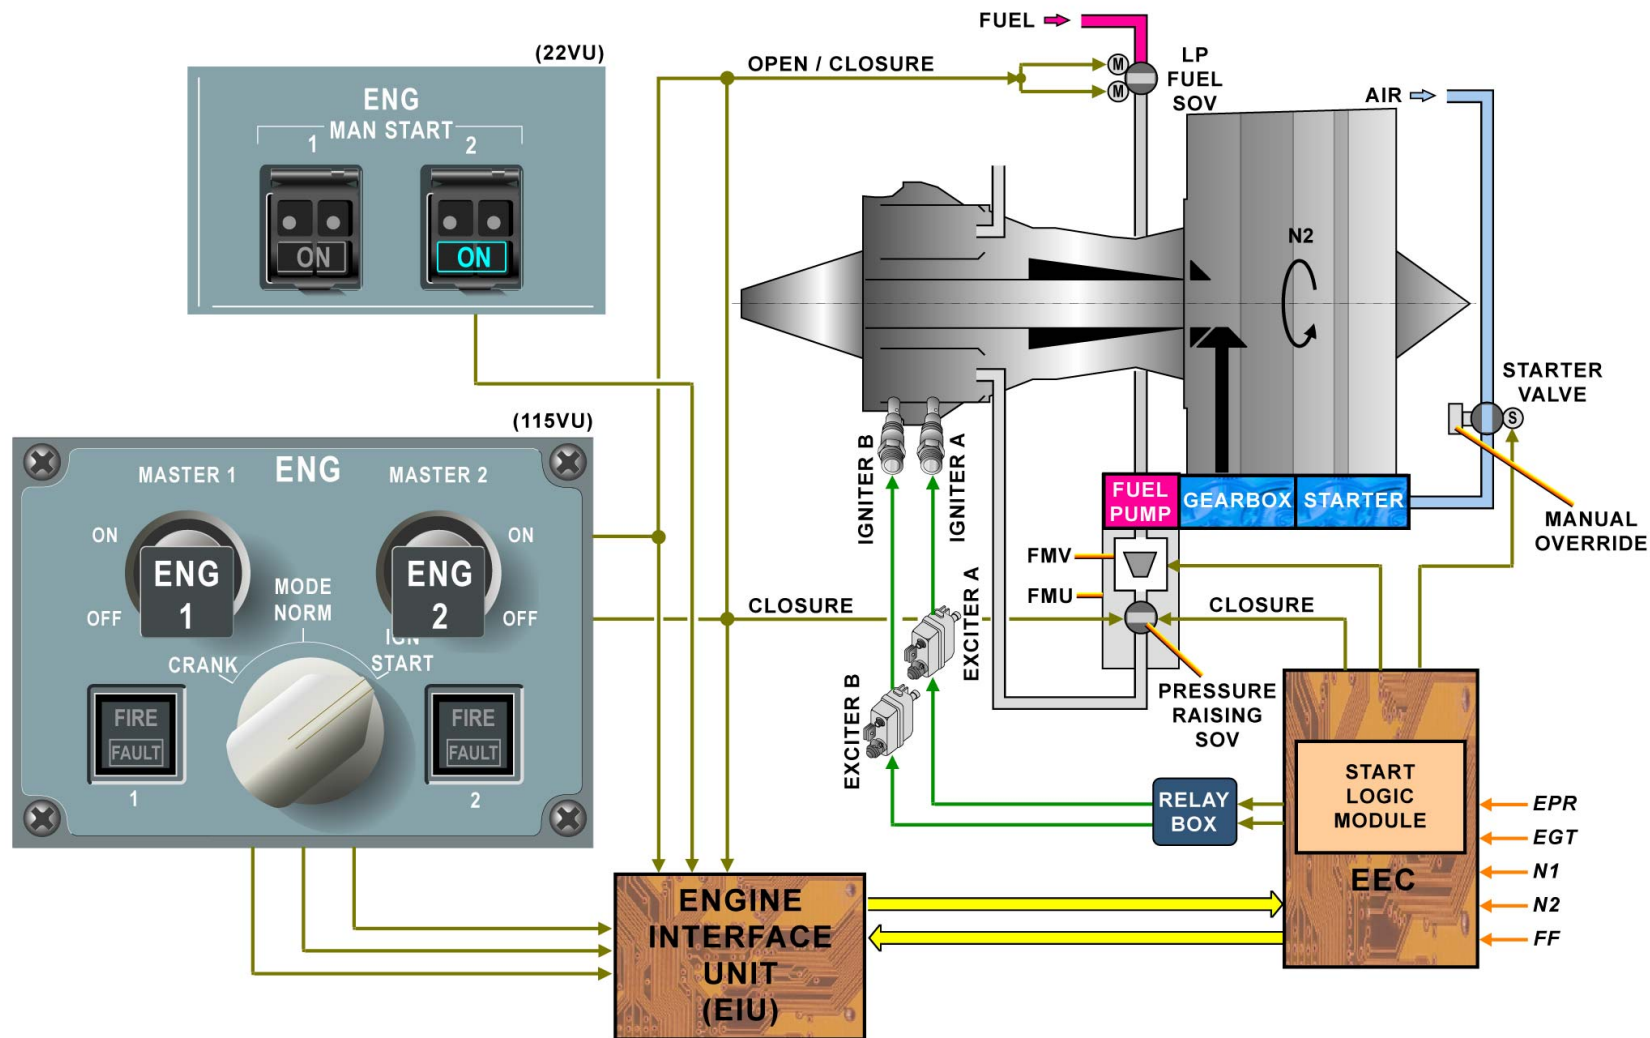 (22VU)
ENG
MAN START
1
2
ON
ON
(115VU)
MASTER 1
ENG
MASTER 2
ON
OFF
ENG
1
MODE
NORM
CRANK
IGN
START
ENG
2
ON
OFF
FIRE
FAULT
1
FIRE
FAULT
2
OPEN / CLOSURE
CLOSURE
FUEL
M
M
LP
FUEL
SOV
AIR
N2
STARTER
VALVE
S
MANUAL
OVERRIDE
IGNITER B
IGNITER A
EXCITER B
EXCITER A
FUEL
PUMP
GEARBOX
STARTER
FMV
FMU
CLOSURE
PRESSURE
RAISING
SOV
RELAY
BOX
START
LOGIC
MODULE
EEC
EPR
EGT
N1
N2
FF
ENGINE
INTERFACE
UNIT
(EIU)